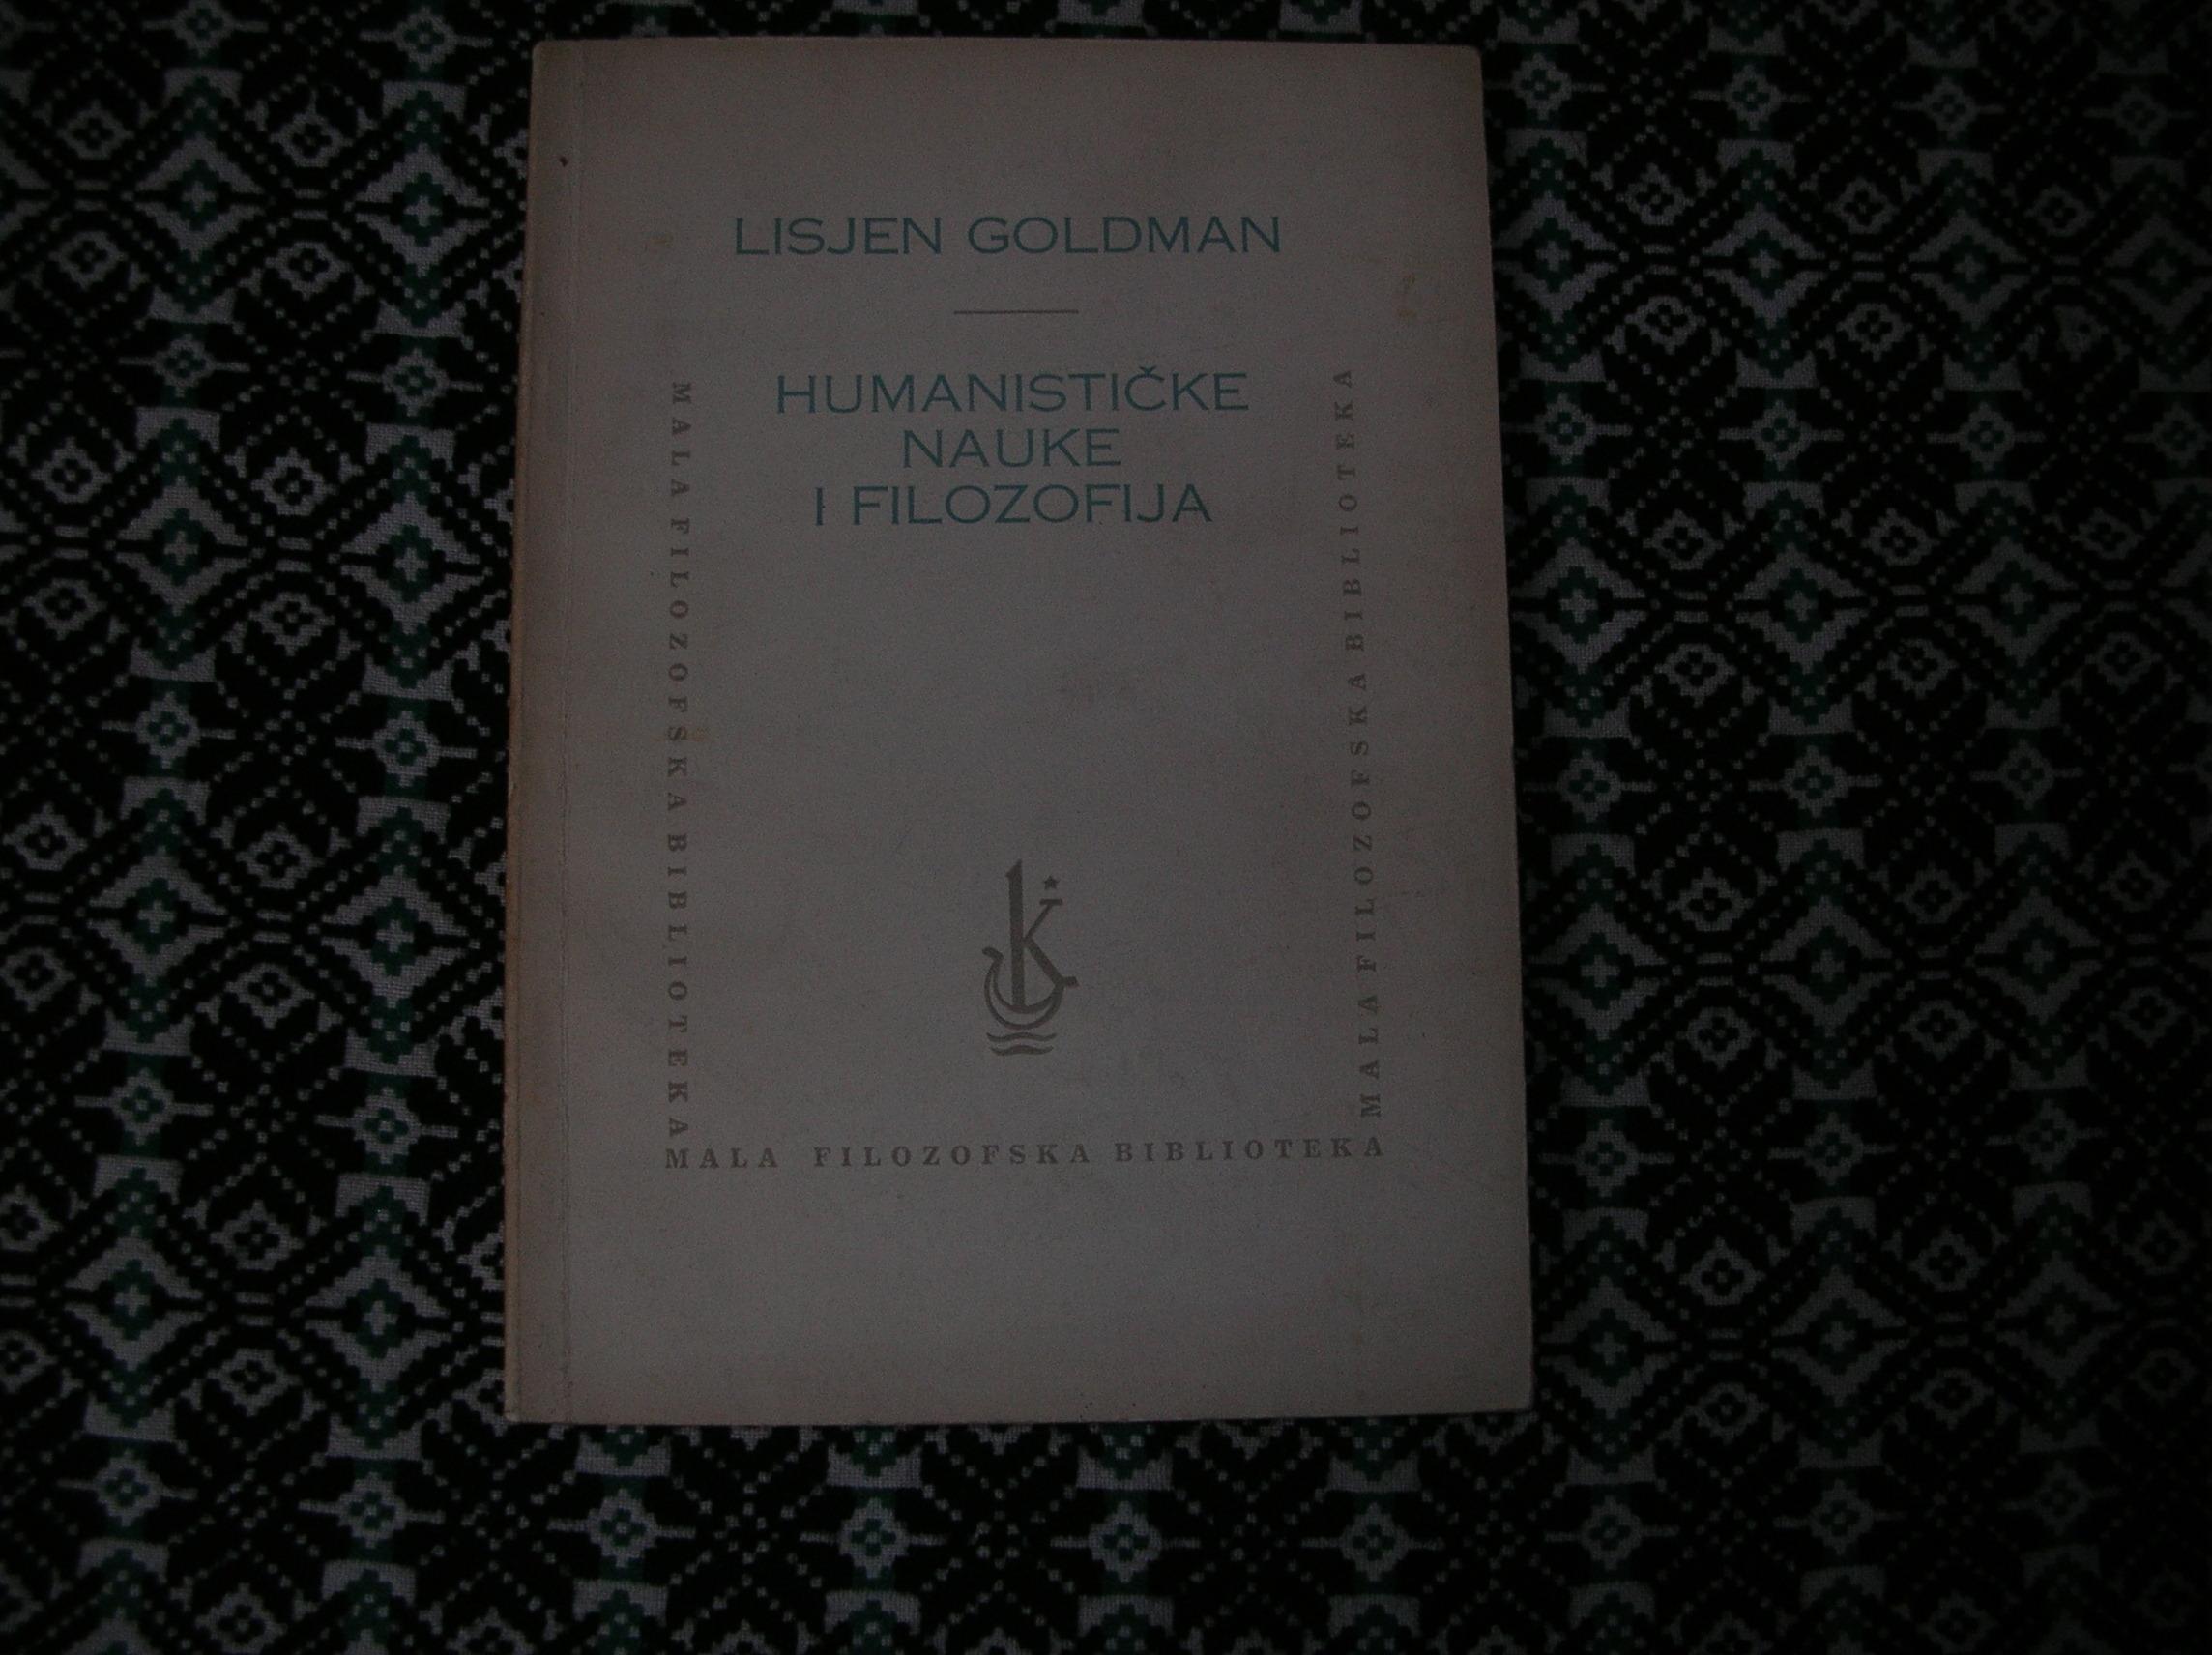 LISJEN GOLDMAN
HUMANISTIČKE
NAUKE
I FILOZOFIJA
MALA FILOZOFSKA BIBLIOTEKA
MALA FILOZOFSKA BIBLIOTEKA
k
MALA FILOZOFSKA BIBLIOTEKA